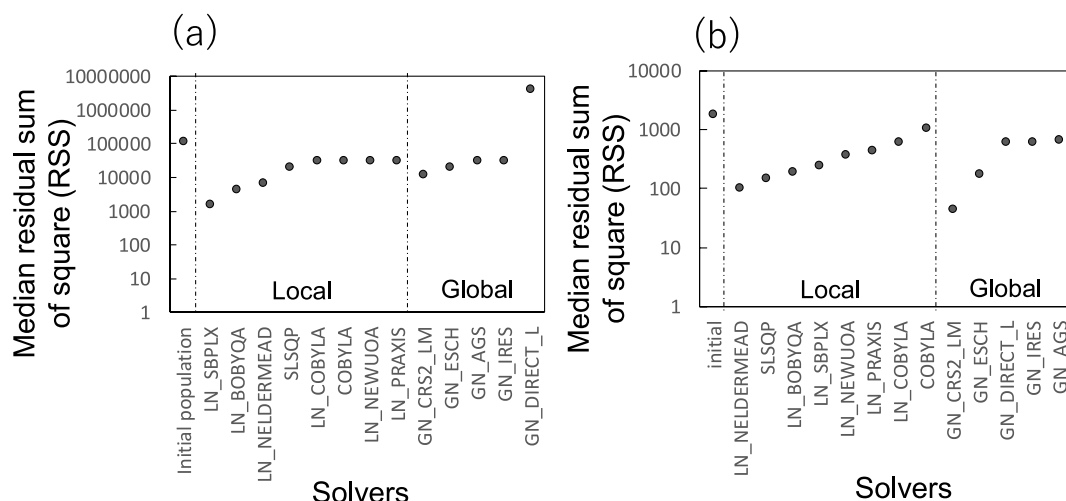 (a)
Median residual sum
of square (RSS)
10000000
1000000
100000
10000
1000
100
10
1
Local
Global
Initial population
LN_SBPLX
LN_BOBYQA
LN_NELDERMEAD
SLSQP
LN_COBYLA
COBYLA
LN_NEWUOA
LN_PRAXIS
GN_CRS2_LM
GN_ESCH
GN_AGS
GN_IRES
GN_DIRECT_L
Solvers
(b)
Median residual sum
of square (RSS)
10000
1000
100
10
1
Local
Global
initial
LN_NELDERMEAD
SLSQP
LN_BOBYQA
LN_SBPLX
LN_NEWUOA
LN_PRAXIS
LN_COBYLA
COBYLA
GN_CRS2_LM
GN_ESCH
GN_DIRECT_L
GN_IRES
GN_AGS
Solvers